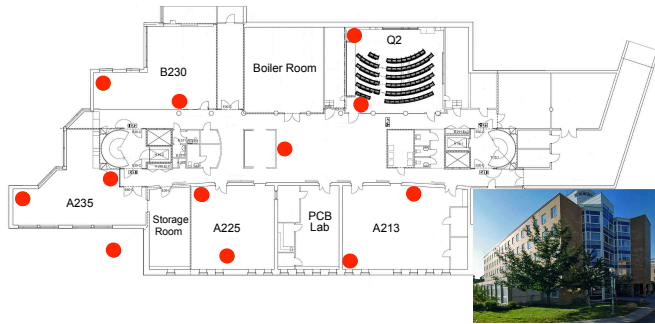 Q2
B230
Boiler Room
A235
Storage
Room
A225
PCB
Lab
A213